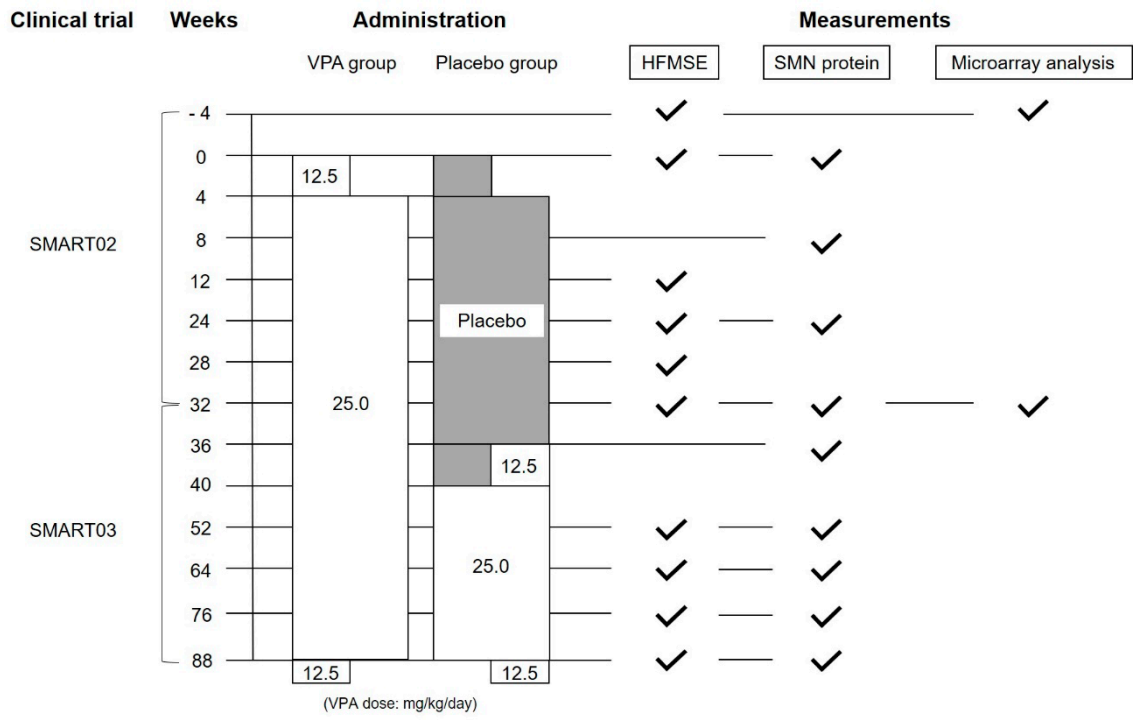 Clinical trial Weeks Administration Measurements
VPA group Placebo group HFMSE SMN protein Microarray analysis
- 4
0
12.5
4
SMART02 8
12
24 Placebo
28
32 25.0
36
12.5
40
SMART03 52
64 25.0
76
88
12.5 12.5
(VPA dose: mg/kg/day)